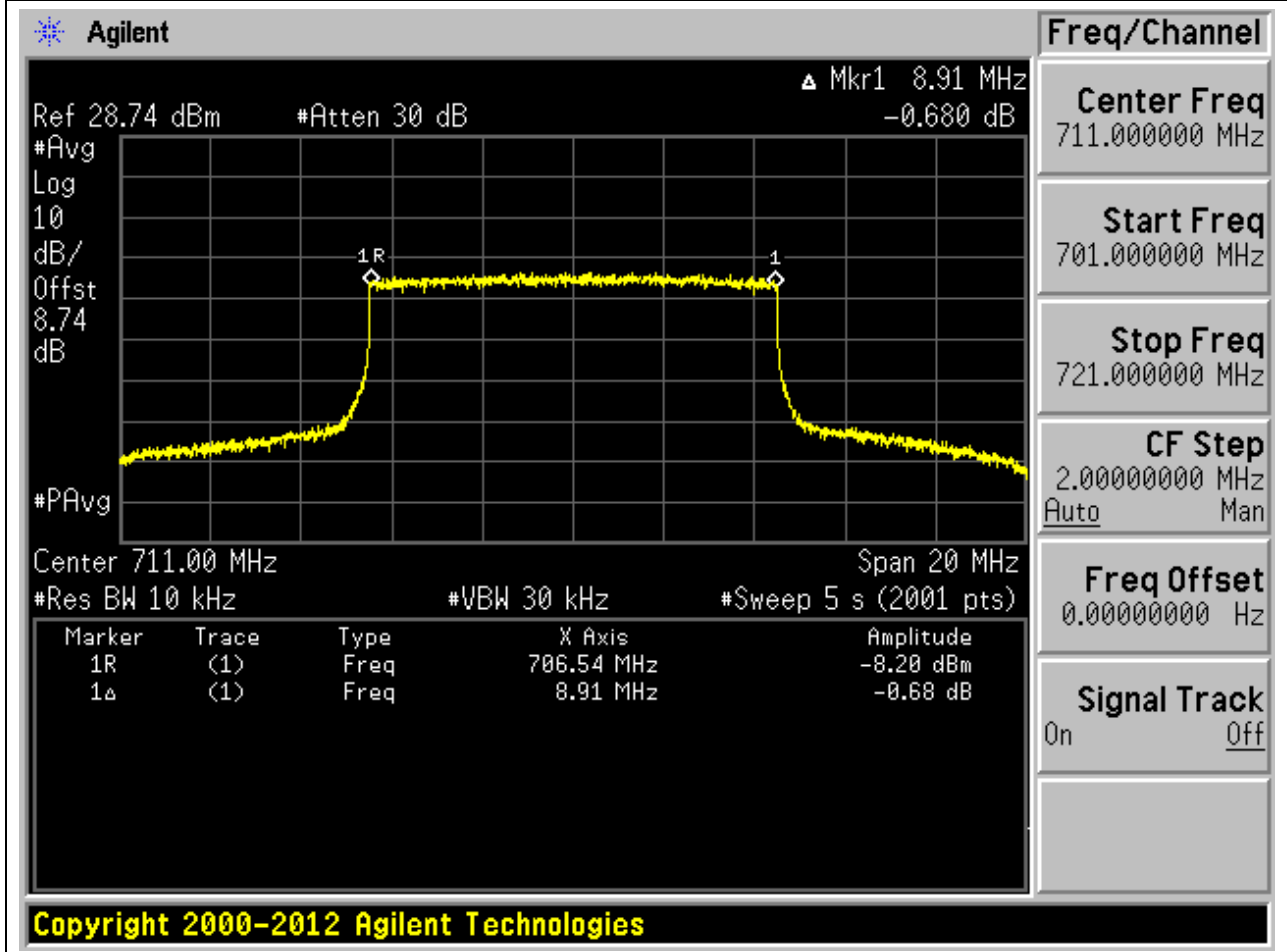 Agilent
Freq/Channel
▵ Mkr1 8.91 MHz
Ref 28.74 dBm #Atten 30 dB -0.680 dB
#Avg
Log
10
dB/
Offst
8.74
dB
1R
1
#PAvg
Center 711.00 MHz Span 20 MHz
#Res BW 10 kHz #VBW 30 kHz #Sweep 5 s (2001 pts)
Marker Trace Type X Axis Amplitude
1R (1) Freq 706.54 MHz -8.20 dBm
1▵ (1) Freq 8.91 MHz -0.68 dB
Center Freq
711.000000 MHz
Start Freq
701.000000 MHz
Stop Freq
721.000000 MHz
CF Step
2.00000000 MHz
Auto Man
Freq Offset
0.00000000 Hz
Signal Track
On Off
Copyright 2000-2012 Agilent Technologies